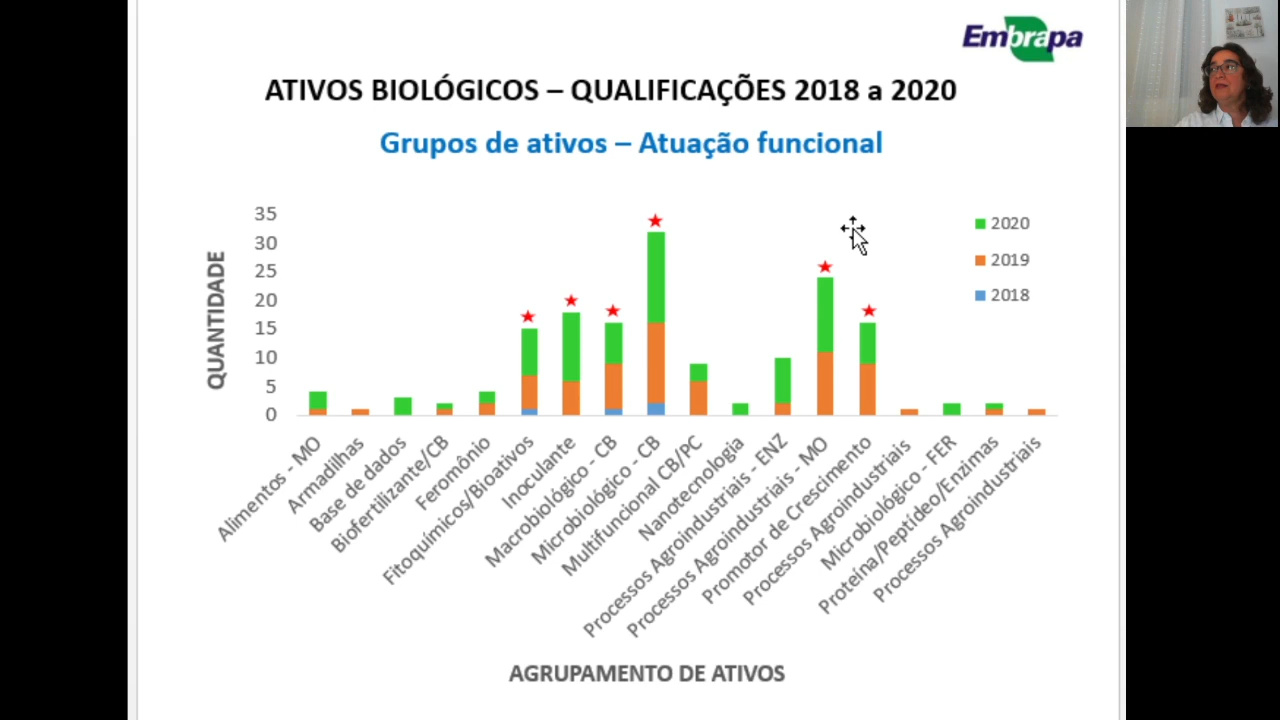 Embrapa
ATIVOS BIOLÓGICOS – QUALIFICAÇÕES 2018 a 2020
Grupos de ativos – Atuação funcional
QUANTIDADE
35
30
25
20
15
10
5
0
2020
2019
2018
Alimentos - MO
Armadilhas
Base de dados
Biofertilizante/CB
Feromônio
Fitoquímicos/Bioativos
Inoculante
Macrobiológico - CB
Microbiológico - CB
Multifuncional CB/PC
Nanotecnologia
Processos Agroindustriais - ENZ
Processos Agroindustriais - MO
Promotor de Crescimento
Processos Agroindustriais
Microbiológico - FER
Proteína/Peptídeo/Enzimas
Processos Agroindustriais
AGRUPAMENTO DE ATIVOS